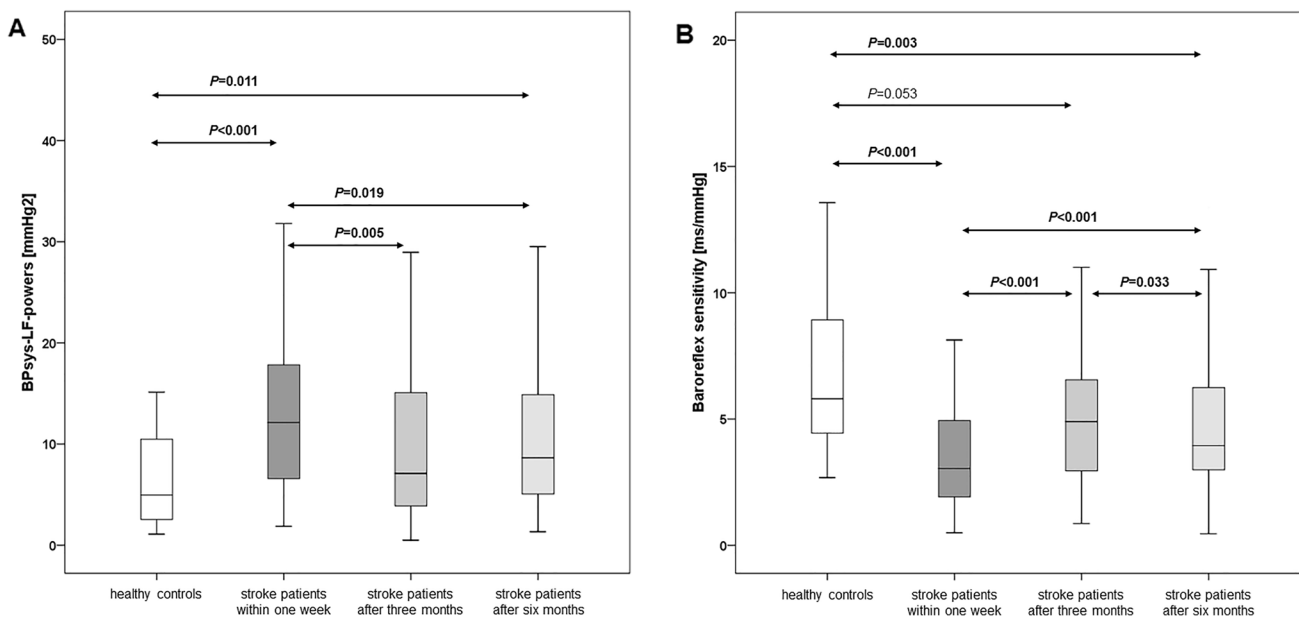 A
BPsys-LF-powers [mmHg2]
50
40
30
20
10
0
P=0.011
P<0.001
P=0.019
P=0.005
healthy controls
stroke patients
within one week
stroke patients
after three months
stroke patients
after six months
B
Baroreflex sensitivity [ms/mmHg]
20
15
10
5
0
P=0.003
P=0.053
P<0.001
P<0.001
P<0.001
P=0.033
healthy controls
stroke patients
within one week
stroke patients
after three months
stroke patients
after six months